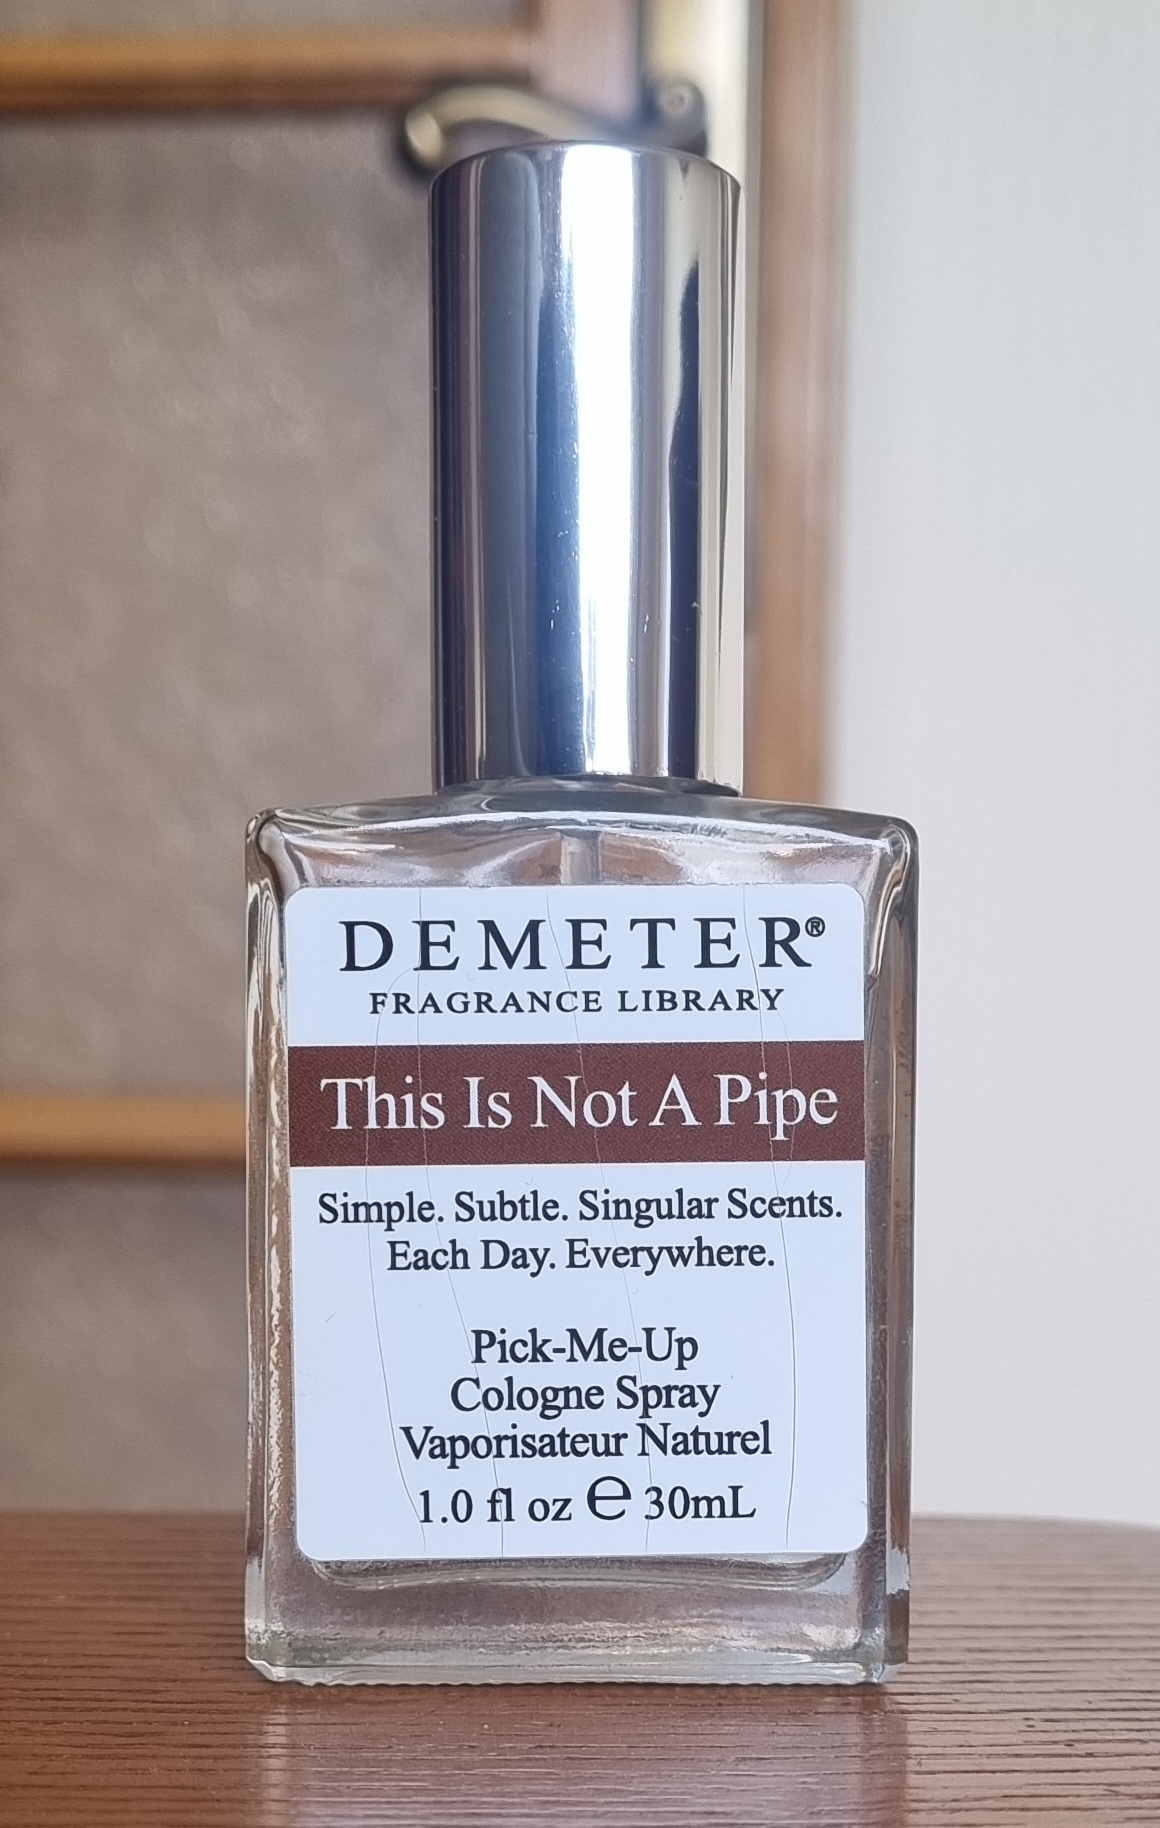 DEMETER®
FRAGRANCE LIBRARY
This Is Not A Pipe
Simple. Subtle. Singular Scents.
Each Day. Everywhere.
Pick-Me-Up
Cologne Spray
Vaporisateur Naturel
1.0 fl oz ℮ 30mL